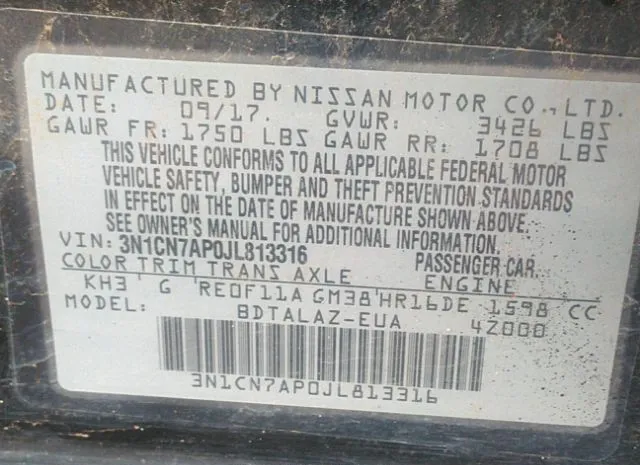 MANUFACTURED BY NISSAN MOTOR CO., LTD.
DATE: 09/17. GVWR: 3426 LBS
GAWR FR: 1750 LBS GAWR RR: 1708 LBS
THIS VEHICLE CONFORMS TO ALL APPLICABLE FEDERAL MOTOR
VEHICLE SAFETY, BUMPER AND THEFT PREVENTION STANDARDS
IN EFFECT ON THE DATE OF MANUFACTURE SHOWN ABOVE.
SEE OWNER'S MANUAL FOR ADDITIONAL INFORMATION.
VIN: 3N1CN7AP0JL813316 PASSENGER CAR.
COLOR TRIM TRANS AXLE ENGINE
KH3 G RE0F11A GM38 HR16DE 1598 CC
MODEL: BDTALAZ-EUA 4Z000
3N1CN7AP0JL813316